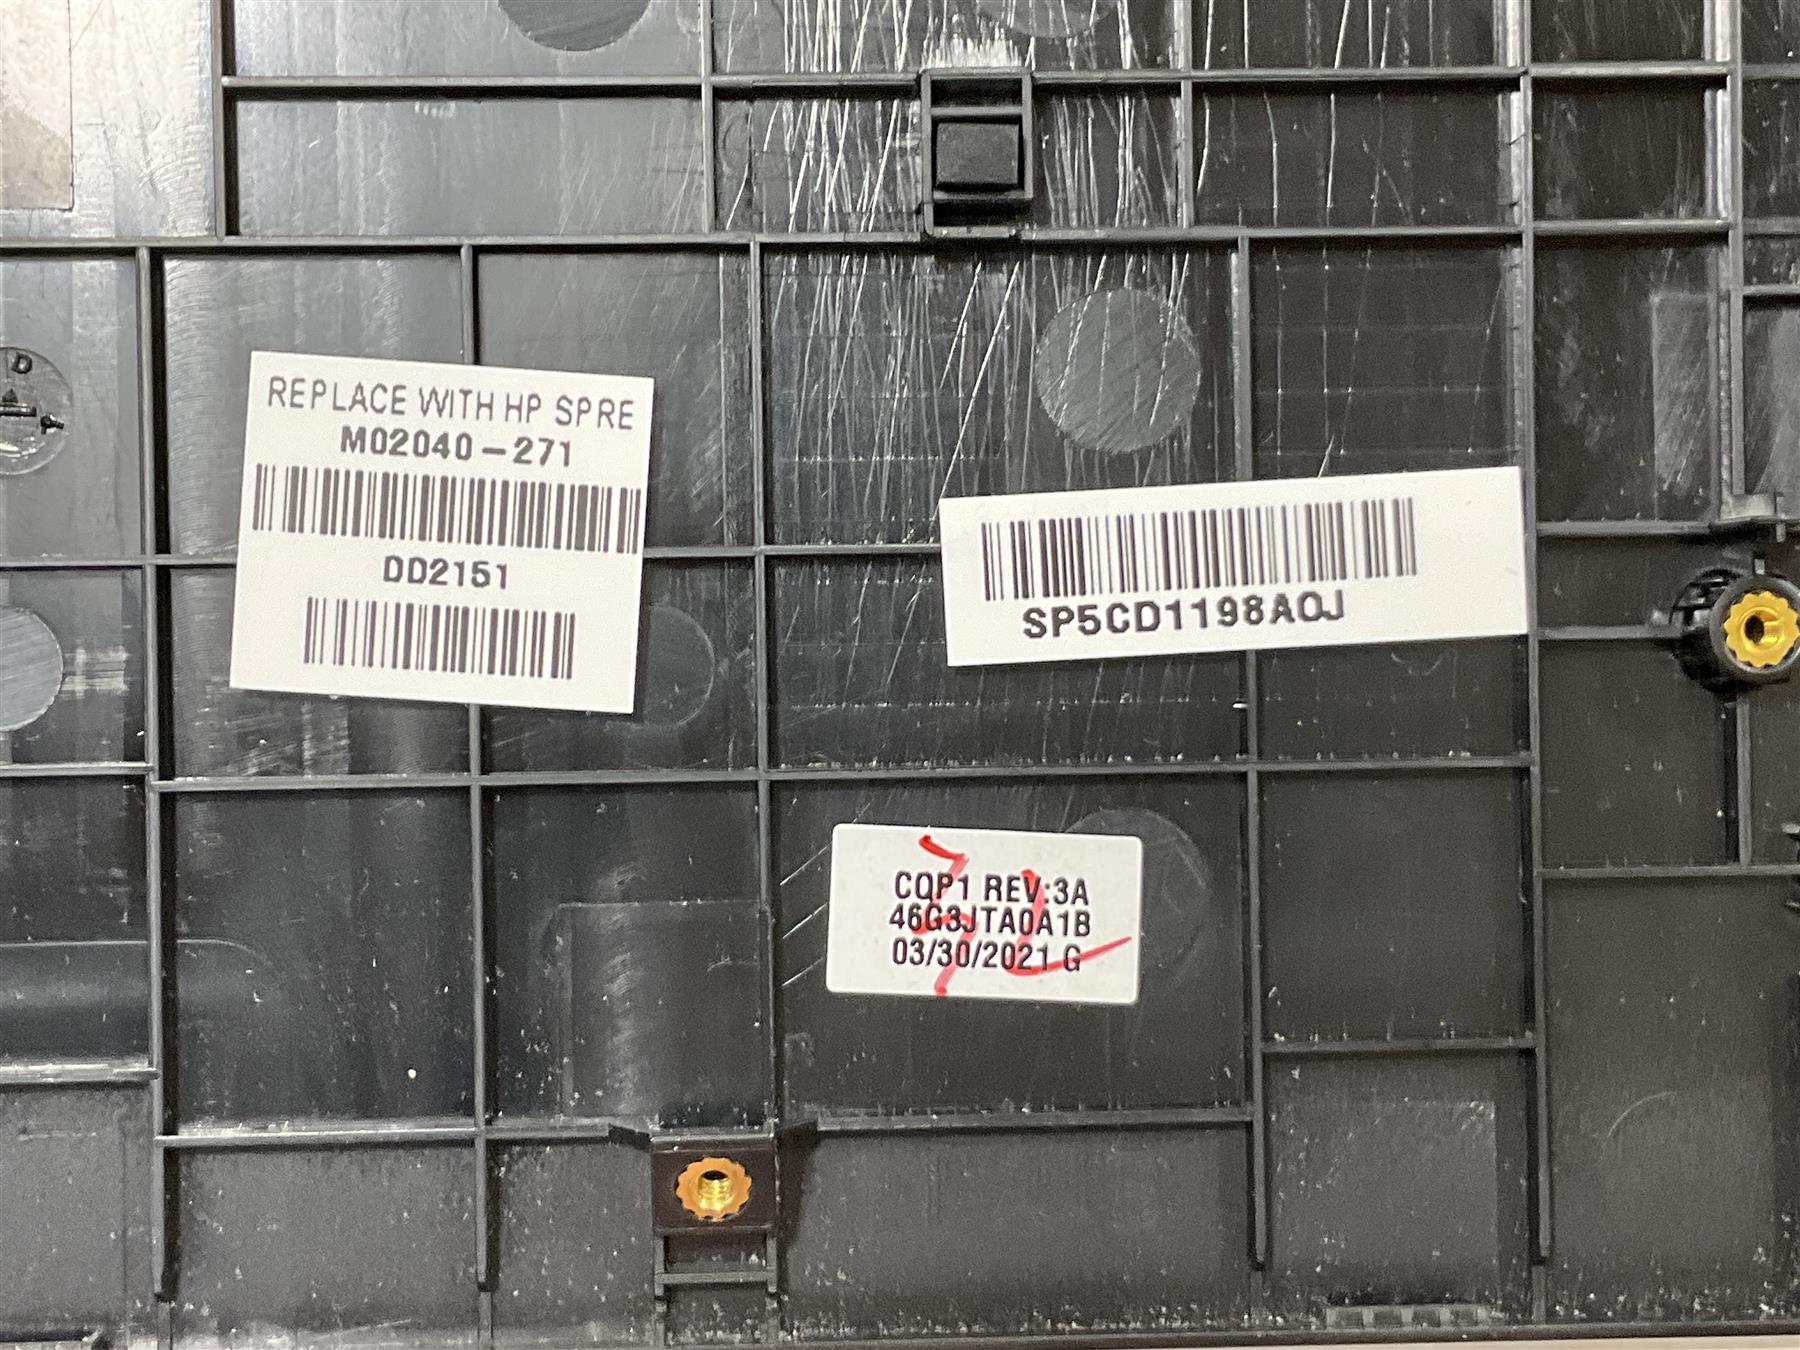 D
REPLACE WITH HP SPRE
M02040-271
DD2151
SP5CD1198AOJ
CQP1 REV:3A
46G3JTA0A1B
03/30/2021 G